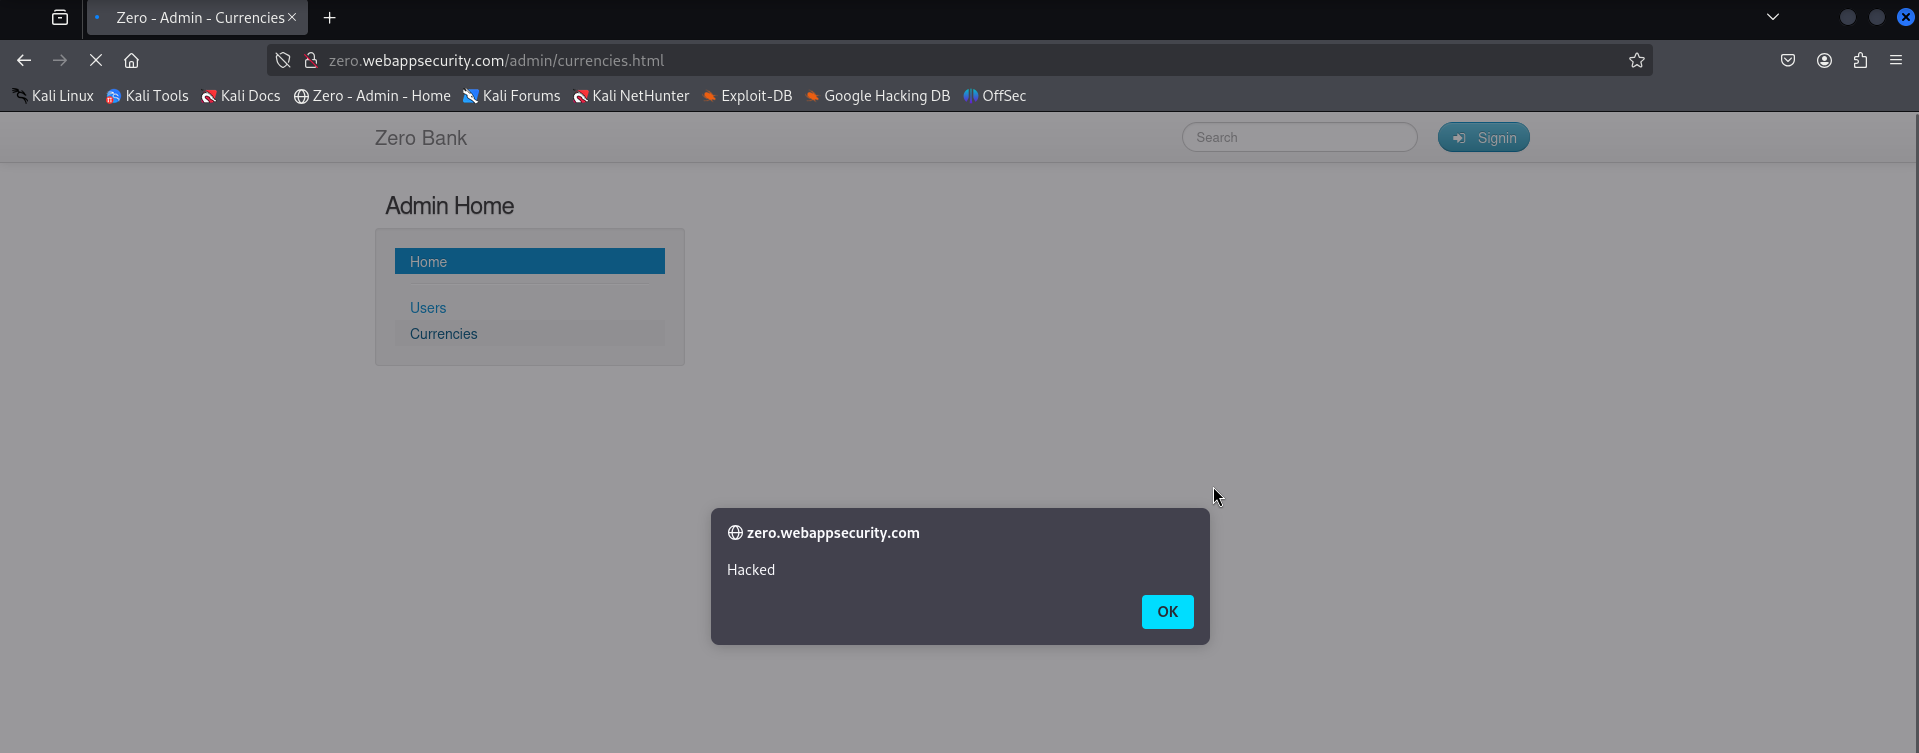 Zero - Admin - Currencies
zero.webappsecurity.com/admin/currencies.html
Kali Linux Kali Tools Kali Docs Zero - Admin - Home Kali Forums Kali NetHunter Exploit-DB Google Hacking DB OffSec
Zero Bank Search Signin
Admin Home
Home
Users
Currencies
zero.webappsecurity.com
Hacked
OK